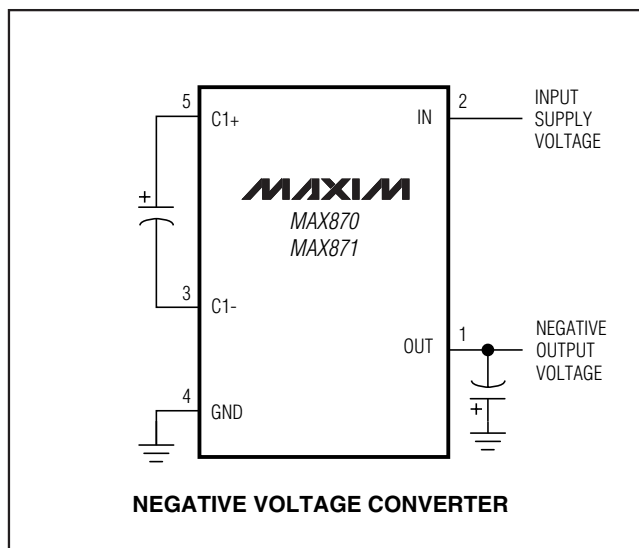 5
C1+
IN
2
INPUT
SUPPLY
VOLTAGE
+
MAXIM
MAX870
MAX871
3
C1-
OUT
1
NEGATIVE
OUTPUT
VOLTAGE
4
GND
+
NEGATIVE VOLTAGE CONVERTER